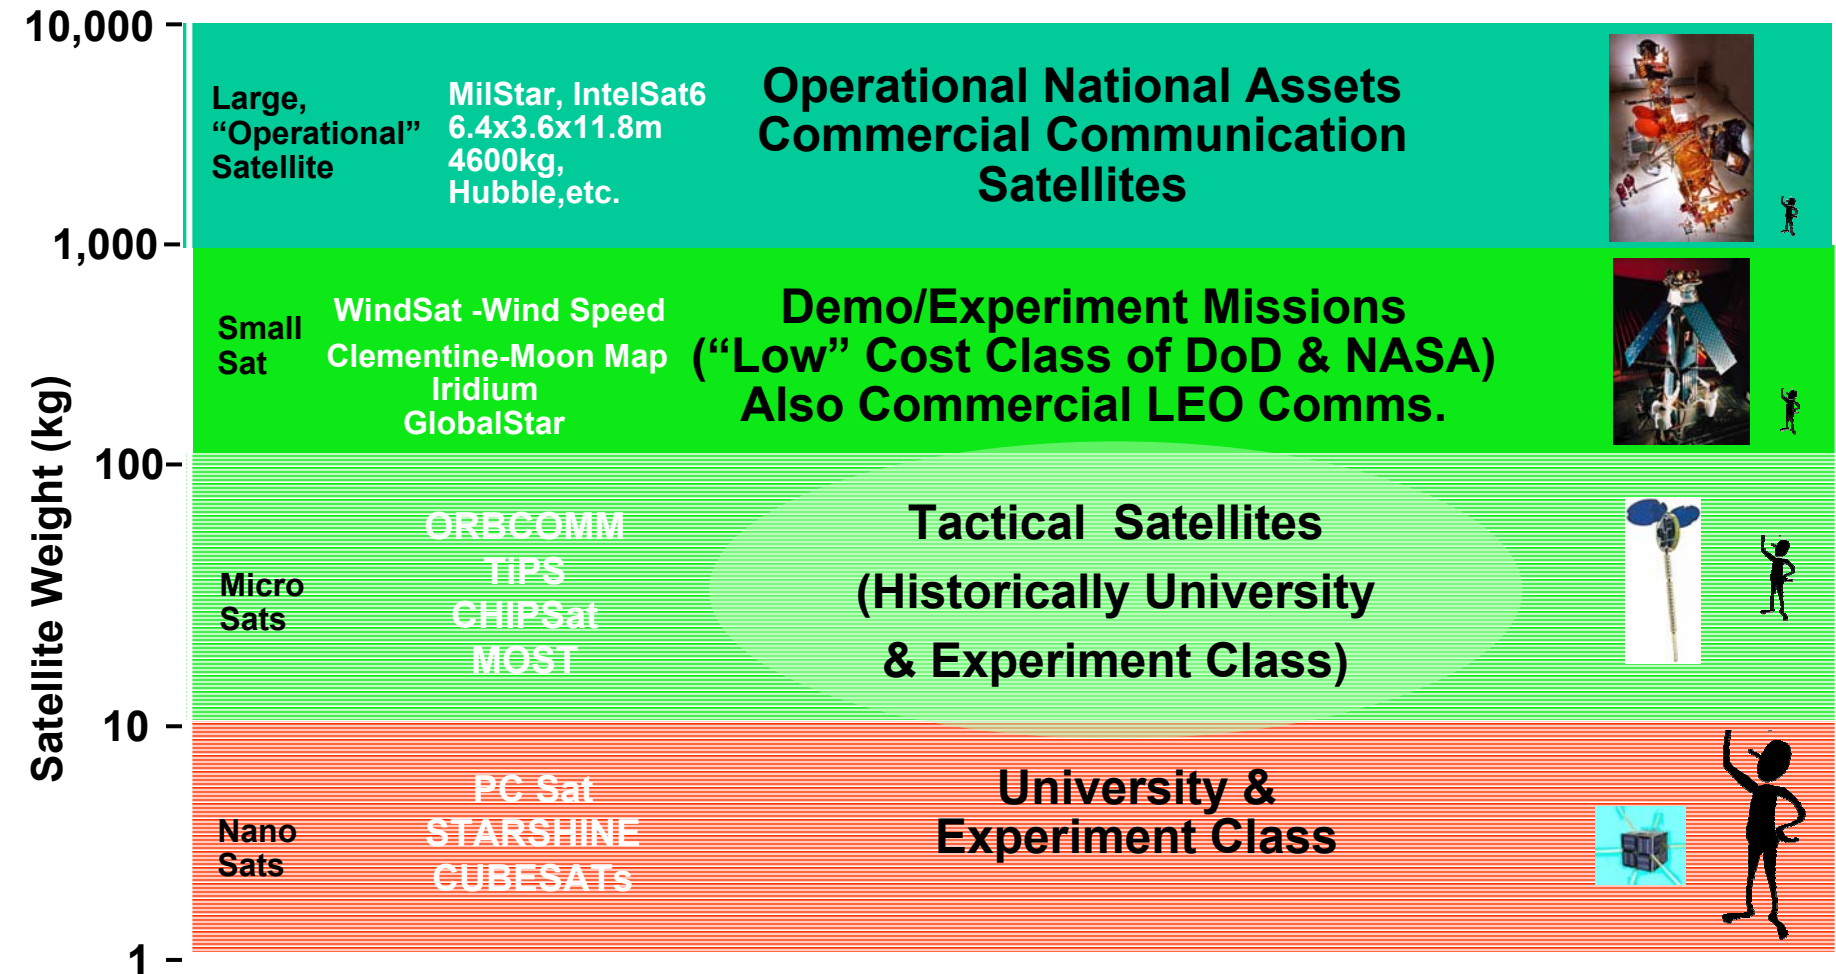 10,000
Large,
“Operational”
Satellite
MilStar, IntelSat6
6.4x3.6x11.8m
4600kg,
Hubble,etc.
Operational National Assets
Commercial Communication
Satellites
1,000
Small
Sat
WindSat -Wind Speed
Clementine-Moon Map
Iridium
GlobalStar
Demo/Experiment Missions
(“Low” Cost Class of DoD & NASA)
Also Commercial LEO Comms.
Satellite Weight (kg)
100
Micro
Sats
ORBCOMM
TiPS
CHIPSat
MOST
Tactical Satellites
(Historically University
& Experiment Class)
10
Nano
Sats
PC Sat
STARSHINE
CUBESATs
University &
Experiment Class
1